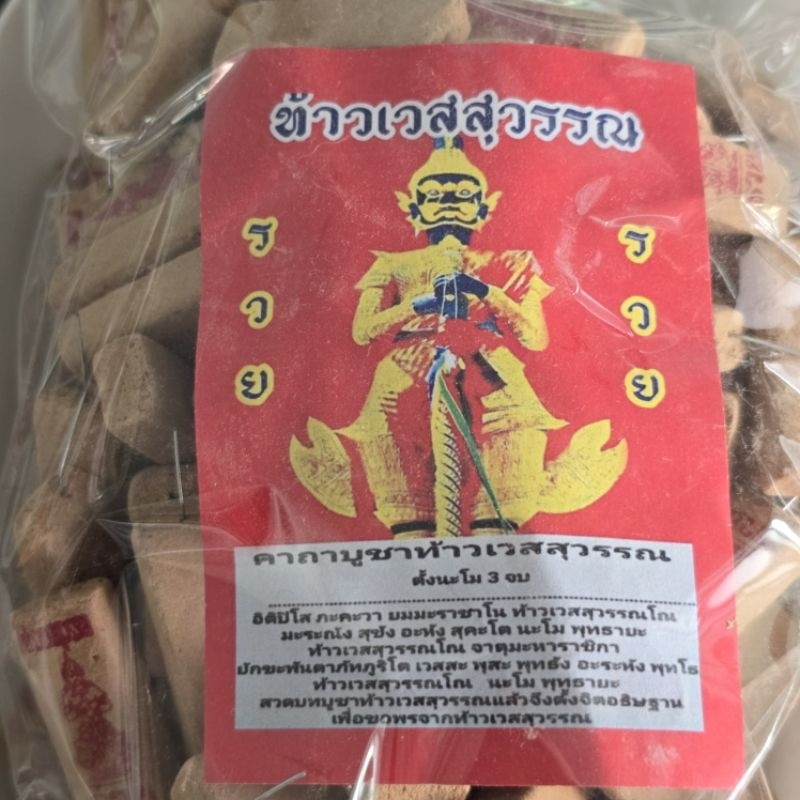 ท้าวเวสสุวรรณ
รวย
รวย
คาถาบูชาท้าวเวสสุวรรณ
ตั้งนะโม 3 จบ
อิติปิโส ภะคะวา ยมมะราชาโน ท้าวเวสสุวรรณโณ
มะระณัง สุขัง อะหัง สุคะโต นะโม พุทธายะ
ท้าวเวสสุวรรณโณ จาตุมะหาราชิกา
ยักขะพันตาภัทภูริโต เวสสะ พุสะ พุทธัง อะระหัง พุทโธ
ท้าวเวสสุวรรณโณ นะโม พุทธายะ
สวดบทบูชาท้าวเวสสุวรรณแล้วจึงตั้งจิตอธิษฐาน
เพื่อขอพรจากท้าวเวสสุวรรณ